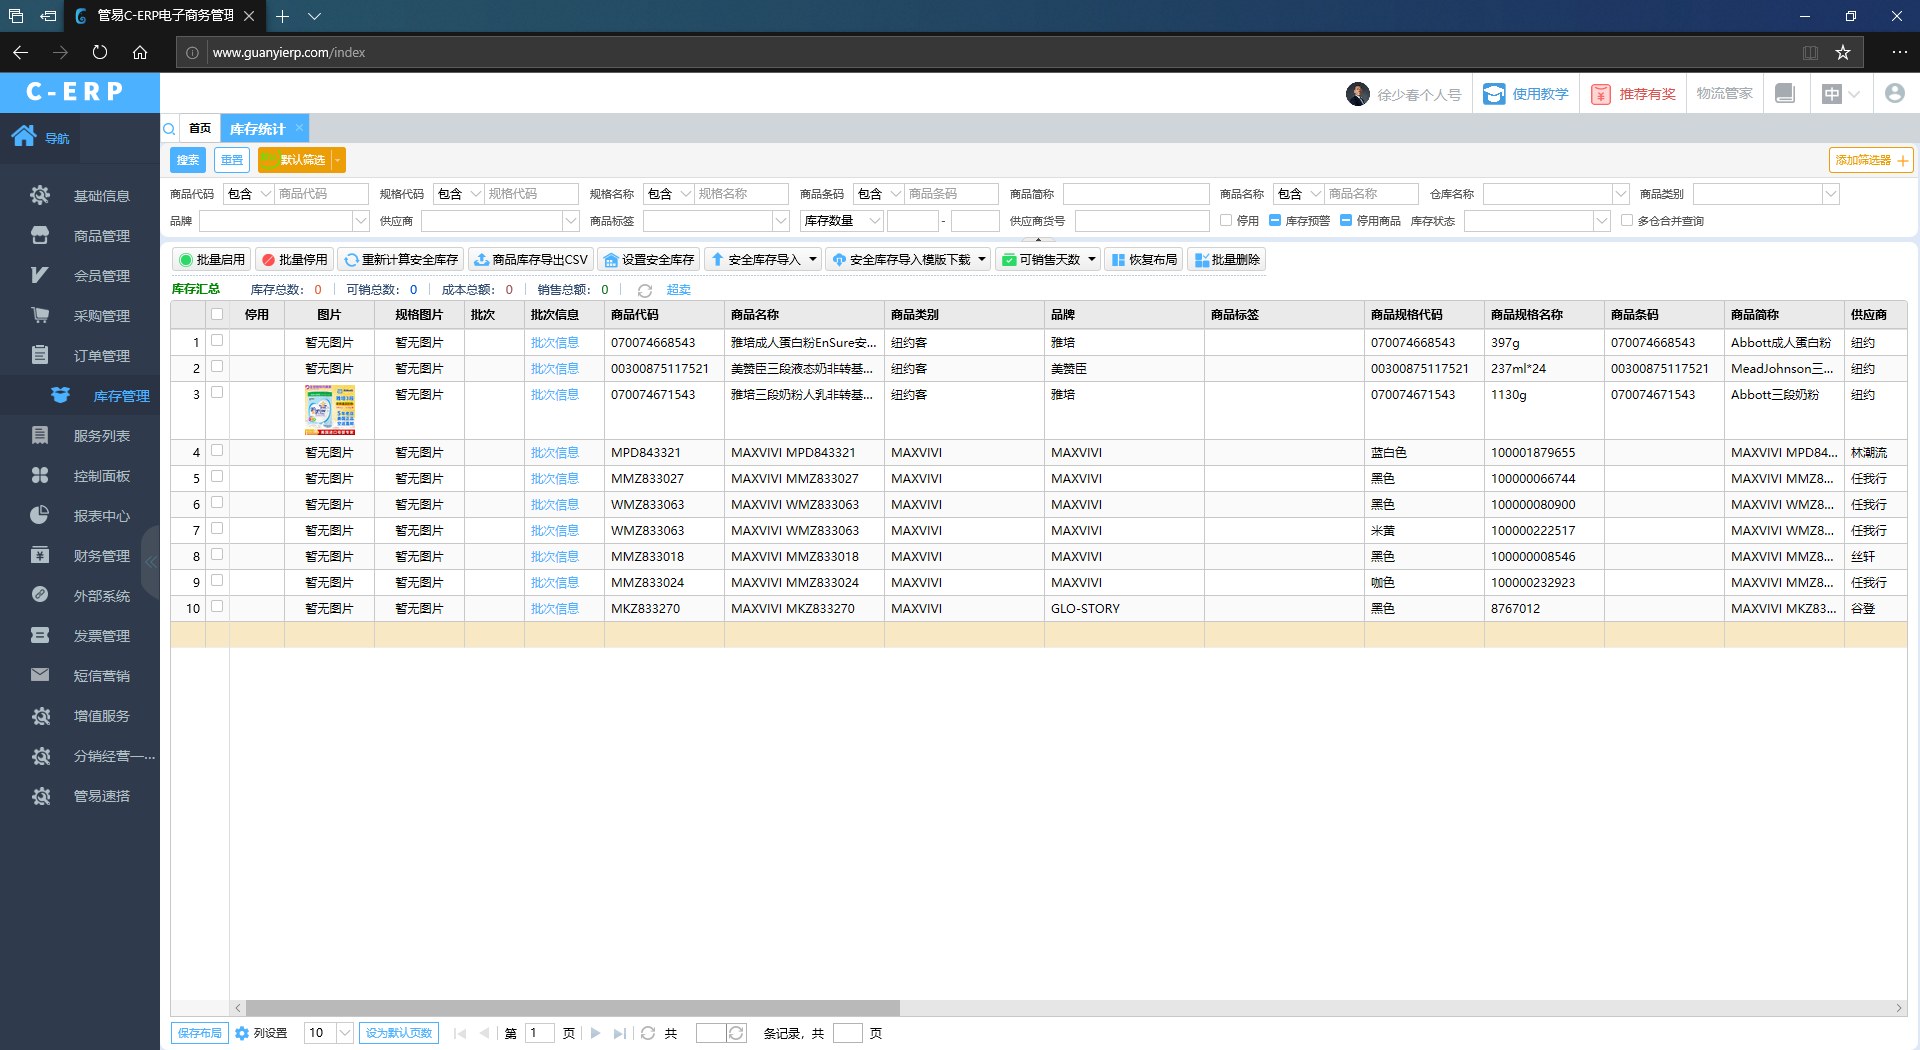 管易C-ERP电子商务管理
www.guanyierp.com/index
C-ERP
徐少春个人号 使用教学 推荐有奖 物流管家 中
导航
首页 库存统计
搜索 重置 默认筛选 添加筛选器
商品代码 包含 商品代码 规格代码 包含 规格代码 规格名称 包含 规格名称 商品条码 包含 商品条码 商品简称 商品名称 包含 商品名称 仓库名称 商品类别
品牌 供应商 商品标签 库存数量 - 供应商货号 停用 库存预警 停用商品 库存状态 多仓合并查询
批量启用 批量停用 重新计算安全库存 商品库存导出CSV 设置安全库存 安全库存导入 安全库存导入模版下载 可销售天数 恢复布局 批量删除
库存汇总 库存总数: 0 可销总数: 0 成本总额: 0 销售总额: 0 超卖
停用 图片 规格图片 批次 批次信息 商品代码 商品名称 商品类别 品牌 商品标签 商品规格代码 商品规格名称 商品条码 商品简称 供应商
1 暂无图片 暂无图片 批次信息 070074668543 雅培成人蛋白粉EnSure安... 纽约客 雅培 070074668543 397g 070074668543 Abbott成人蛋白粉 纽约
2 暂无图片 暂无图片 批次信息 00300875117521 美赞臣三段液态奶非转基... 纽约客 美赞臣 00300875117521 237ml*24 00300875117521 MeadJohnson三... 纽约
3 暂无图片 批次信息 070074671543 雅培三段奶粉人乳非转基... 纽约客 雅培 070074671543 1130g 070074671543 Abbott三段奶粉 纽约
4 暂无图片 暂无图片 批次信息 MPD843321 MAXVIVI MPD843321 MAXVIVI MAXVIVI 蓝白色 100001879655 MAXVIVI MPD84... 林潮流
5 暂无图片 暂无图片 批次信息 MMZ833027 MAXVIVI MMZ833027 MAXVIVI MAXVIVI 黑色 100000066744 MAXVIVI MMZ8... 任我行
6 暂无图片 暂无图片 批次信息 WMZ833063 MAXVIVI WMZ833063 MAXVIVI MAXVIVI 黑色 100000080900 MAXVIVI WMZ8... 任我行
7 暂无图片 暂无图片 批次信息 WMZ833063 MAXVIVI WMZ833063 MAXVIVI MAXVIVI 米黄 100000222517 MAXVIVI WMZ8... 任我行
8 暂无图片 暂无图片 批次信息 MMZ833018 MAXVIVI MMZ833018 MAXVIVI MAXVIVI 黑色 100000008546 MAXVIVI MMZ8... 丝轩
9 暂无图片 暂无图片 批次信息 MMZ833024 MAXVIVI MMZ833024 MAXVIVI MAXVIVI 咖色 100000232923 MAXVIVI MMZ8... 任我行
10 暂无图片 暂无图片 批次信息 MKZ833270 MAXVIVI MKZ833270 MAXVIVI GLO-STORY 黑色 8767012 MAXVIVI MKZ83... 谷登
基础信息
商品管理
会员管理
采购管理
订单管理
库存管理
服务列表
控制面板
报表中心
财务管理
外部系统
发票管理
短信营销
增值服务
分销经营一...
管易速搭
保存布局 列设置 10 设为默认页数 第 1 页 共 条记录, 共 页